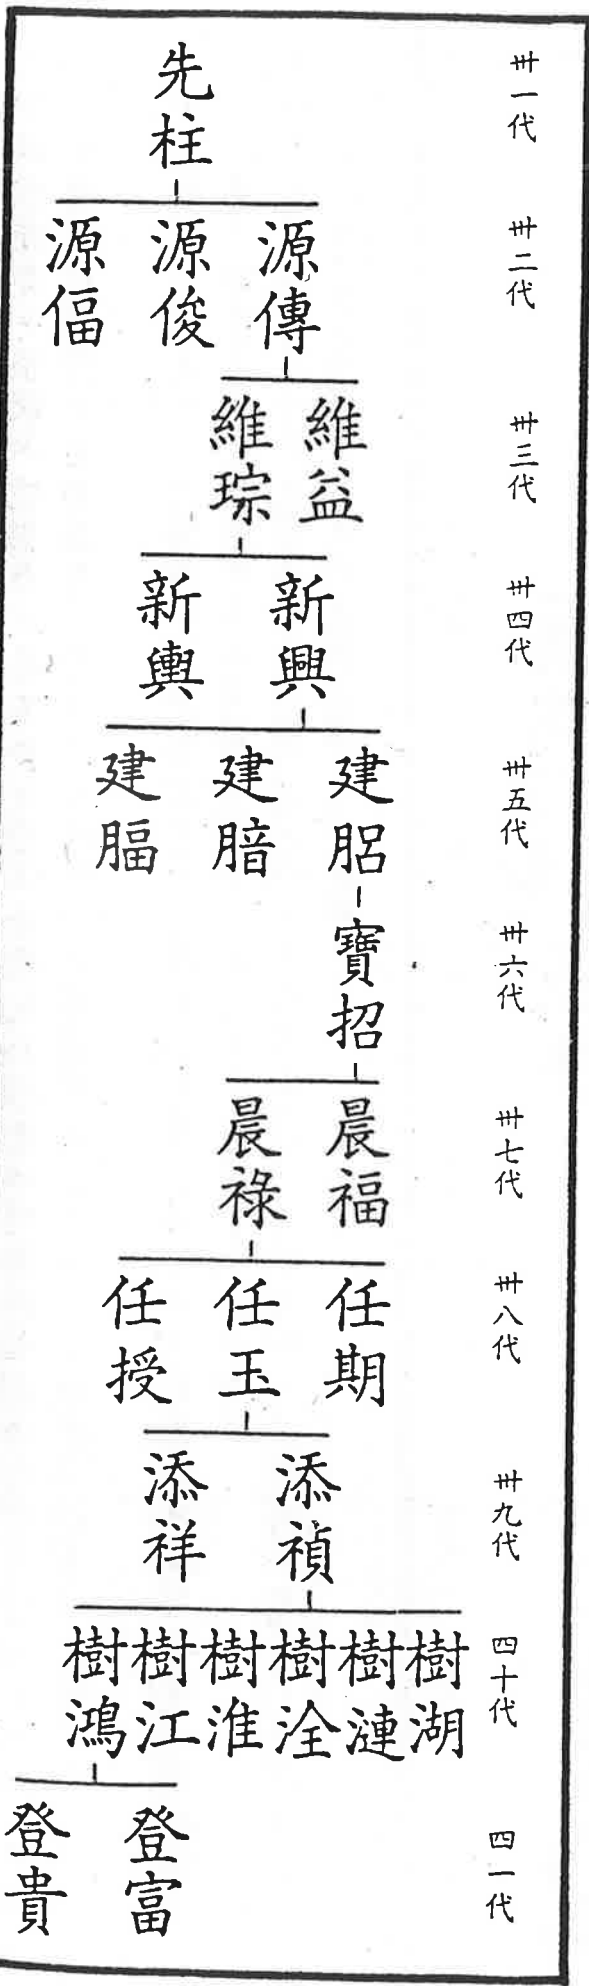 卅一代
先柱
卅二代
源傳
源俊
源偪
卅三代
維益
維琮
卅四代
新興
新輿
卅五代
建䏰
建腤
建腷
卅六代
寶招
卅七代
晨福
晨祿
卅八代
任期
任玉
任授
卅九代
添禎
添祥
四十代
樹湖
樹漣
樹洤
樹淮
樹江
樹鴻
四一代
登富
登貴